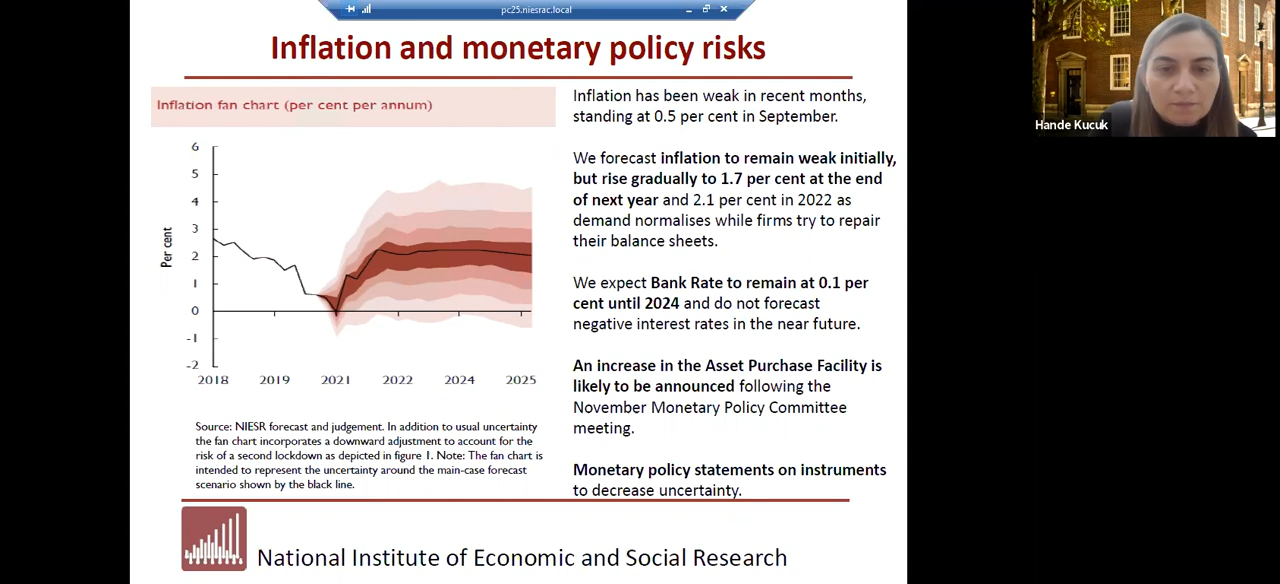 pc25.niesrac.local
Inflation and monetary policy risks
Inflation fan chart (per cent per annum)
6
5
4
3
2
1
0
-1
-2
Per cent
2018
2019
2021
2022
2024
2025
Source: NIESR forecast and judgement. In addition to usual uncertainty
the fan chart incorporates a downward adjustment to account for the
risk of a second lockdown as depicted in figure 1. Note: The fan chart is
intended to represent the uncertainty around the main-case forecast
scenario shown by the black line.
Inflation has been weak in recent months,
standing at 0.5 per cent in September.
We forecast inflation to remain weak initially,
but rise gradually to 1.7 per cent at the end
of next year and 2.1 per cent in 2022 as
demand normalises while firms try to repair
their balance sheets.
We expect Bank Rate to remain at 0.1 per
cent until 2024 and do not forecast
negative interest rates in the near future.
An increase in the Asset Purchase Facility is
likely to be announced following the
November Monetary Policy Committee
meeting.
Monetary policy statements on instruments
to decrease uncertainty.
National Institute of Economic and Social Research
Hande Kucuk